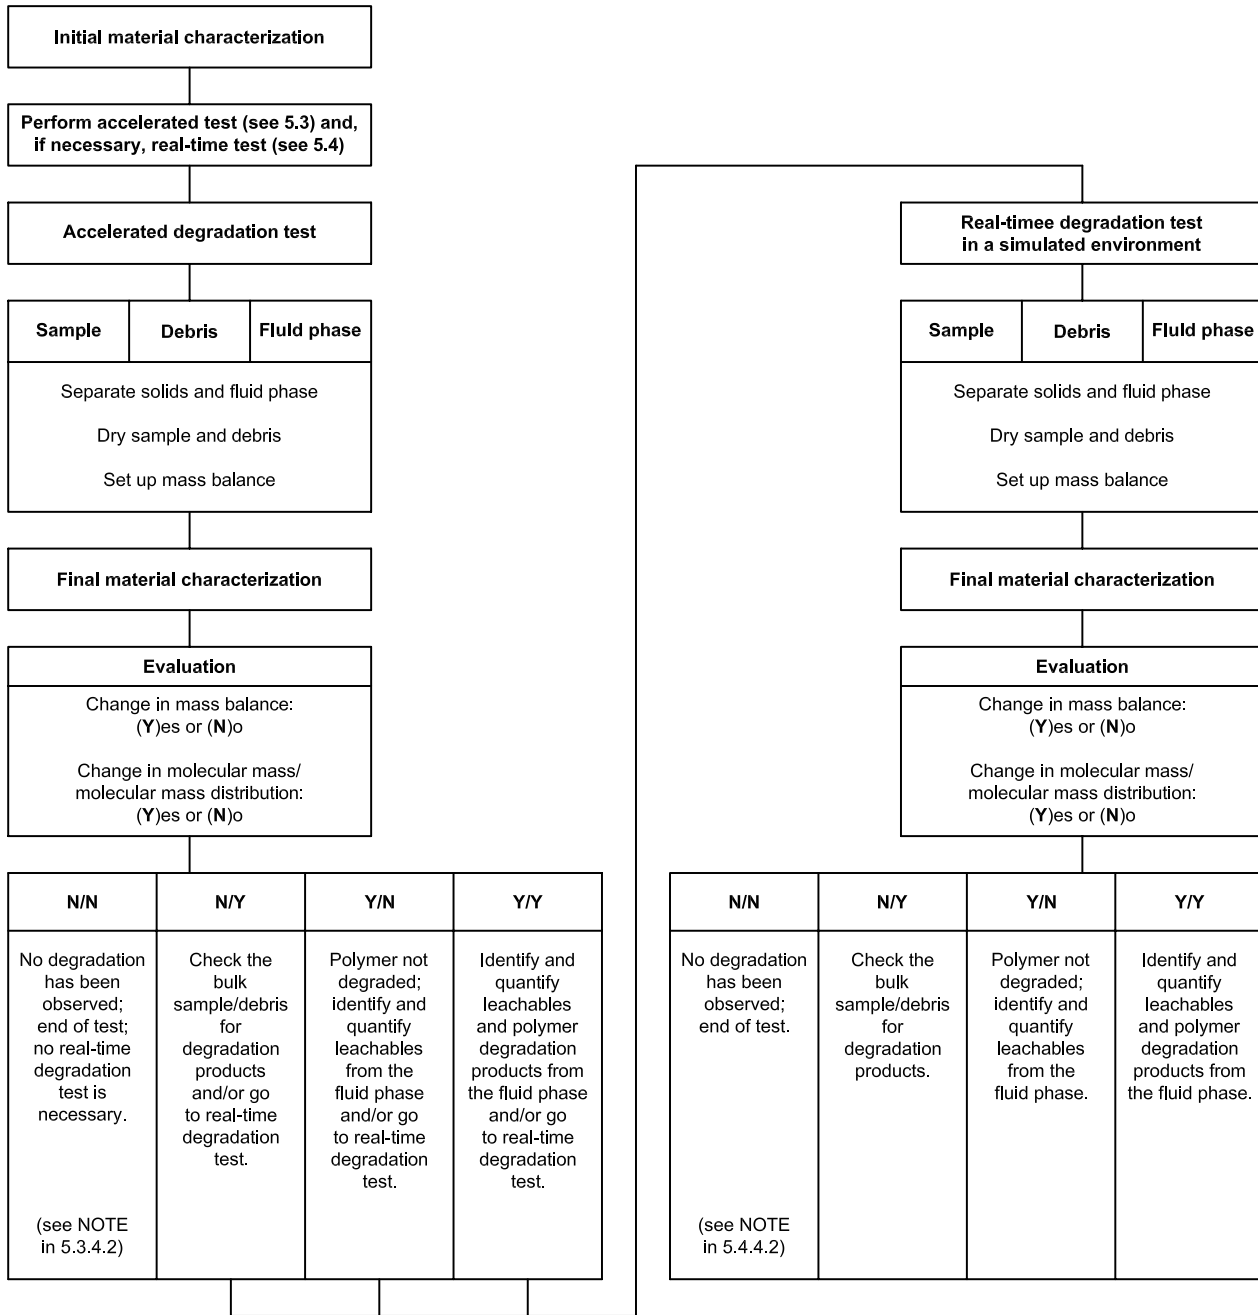 Initial material characterization
Perform accelerated test (see 5.3) and,
if necessary, real-time test (see 5.4)
Accelerated degradation test
Sample
Debris
Fluid phase
Separate solids and fluid phase
Dry sample and debris
Set up mass balance
Final material characterization
Evaluation
Change in mass balance:
(Y)es or (N)o
Change in molecular mass/
molecular mass distribution:
(Y)es or (N)o
N/N
N/Y
Y/N
Y/Y
No degradation
has been
observed;
end of test;
no real-time
degradation
test is
necessary.
(see NOTE
in 5.3.4.2)
Check the
bulk
sample/debris
for
degradation
products
and/or go
to real-time
degradation
test.
Polymer not
degraded;
identify and
quantify
leachables
from the
fluid phase
and/or go
to real-time
degradation
test.
Identify and
quantify
leachables
and polymer
degradation
products from
the fluid phase
and/or go
to real-time
degradation
test.
Real-timee degradation test
in a simulated environment
Sample
Debris
Fluid phase
Separate solids and fluid phase
Dry sample and debris
Set up mass balance
Final material characterization
Evaluation
Change in mass balance:
(Y)es or (N)o
Change in molecular mass/
molecular mass distribution:
(Y)es or (N)o
N/N
N/Y
Y/N
Y/Y
No degradation
has been
observed;
end of test.
(see NOTE
in 5.4.4.2)
Check the
bulk
sample/debris
for
degradation
products.
Polymer not
degraded;
identify and
quantify
leachables
from the
fluid phase.
Identify and
quantify
leachables
and polymer
degradation
products from
the fluid phase.